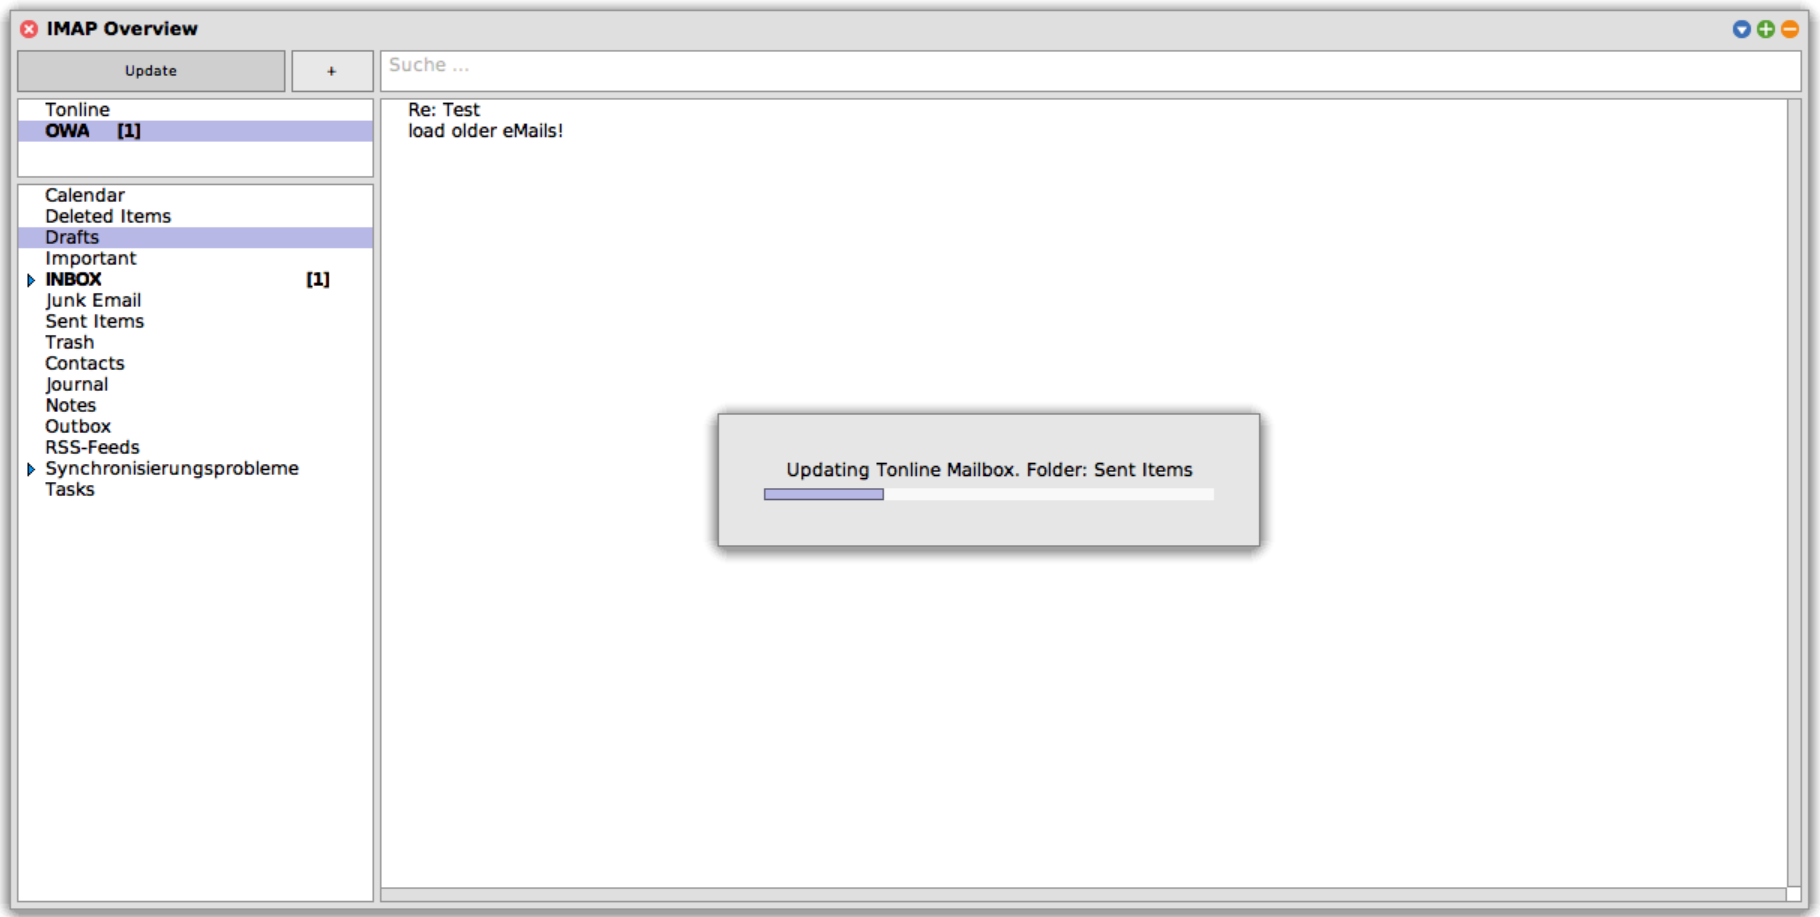 IMAP Overview
Update
+
Suche ...
Tonline
OWA [1]
Calendar
Deleted Items
Drafts
Important
INBOX [1]
Junk Email
Sent Items
Trash
Contacts
Journal
Notes
Outbox
RSS-Feeds
Synchronisierungsprobleme
Tasks
Re: Test
load older eMails!
Updating Tonline Mailbox. Folder: Sent Items